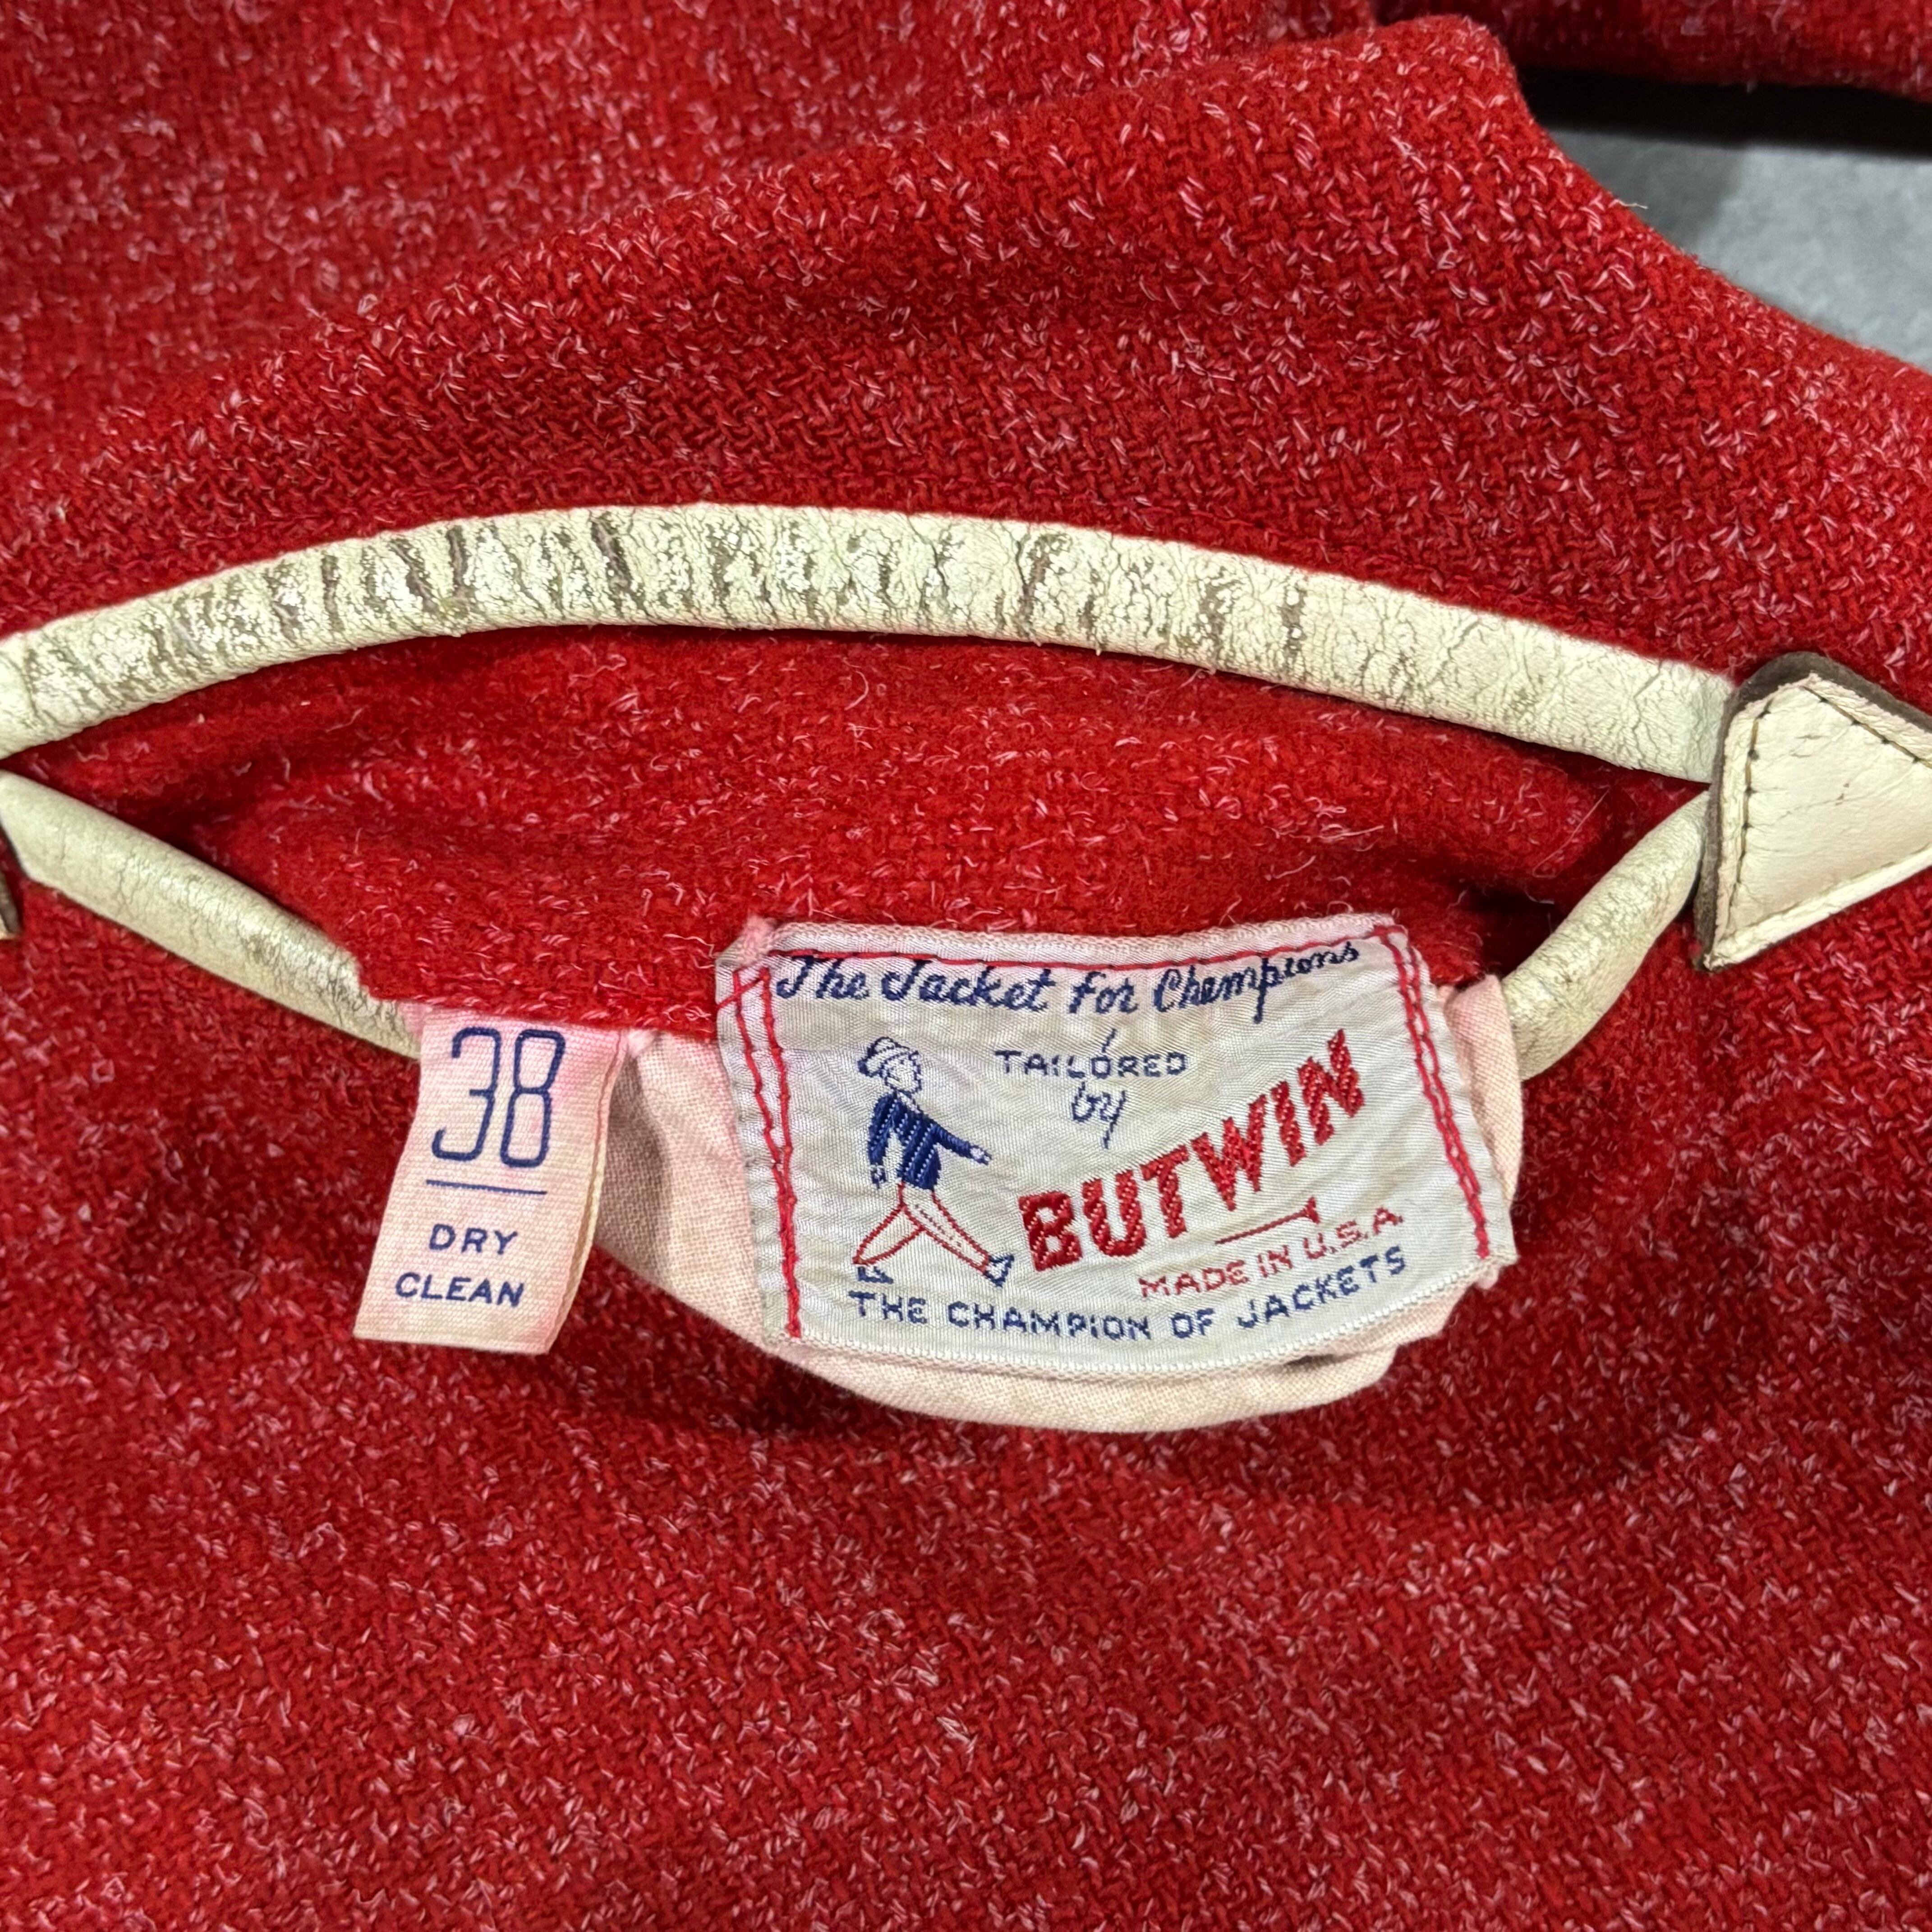 The Jacket for Champions
TAILORED
by
BUTWIN
MADE IN U.S.A.
THE CHAMPION OF JACKETS
38
DRY
CLEAN